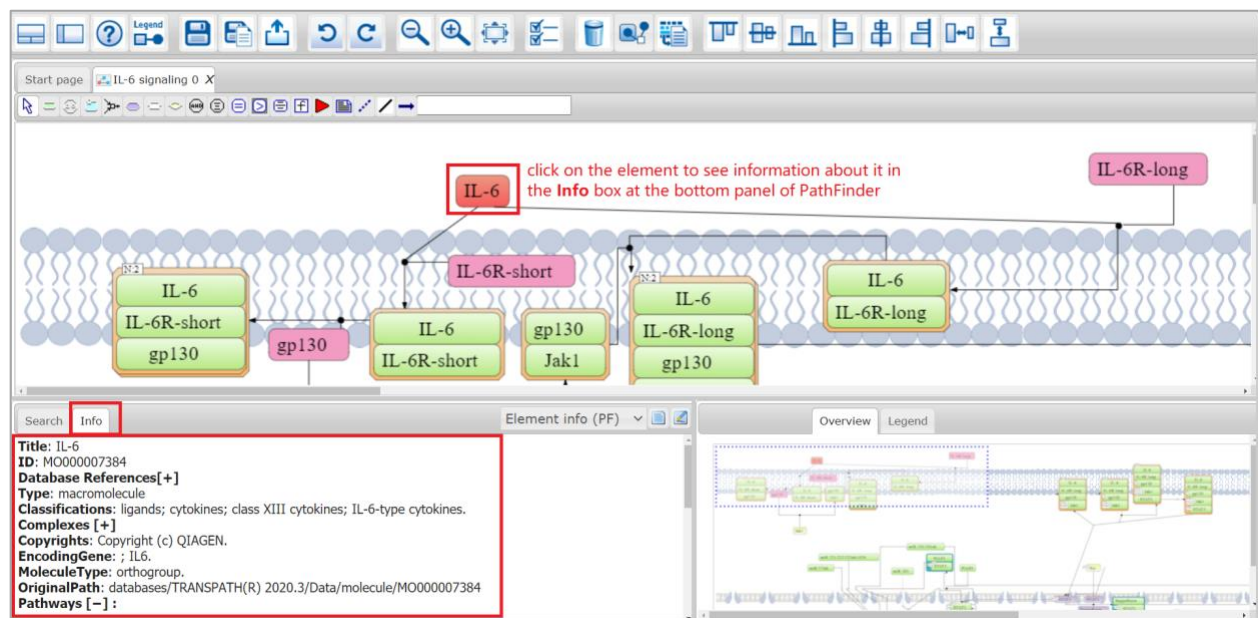 Legend
Start page
IL-6 signaling 0 X
AND
click on the element to see information about it in
the Info box at the bottom panel of PathFinder
IL-6
IL-6R-long
N:2
IL-6
IL-6R-short
gp130
gp130
IL-6R-short
IL-6
IL-6R-short
gp130
Jak1
N:2
IL-6
IL-6R-long
gp130
IL-6
IL-6R-long
Search
Info
Element info (PF)
Overview
Legend
Title: IL-6
ID: MO000007384
Database References[+]
Type: macromolecule
Classifications: ligands; cytokines; class XIII cytokines; IL-6-type cytokines.
Complexes [+]
Copyrights: Copyright (c) QIAGEN.
EncodingGene: ; IL6.
MoleculeType: orthogroup.
OriginalPath: databases/TRANSPATH(R) 2020.3/Data/molecule/MO000007384
Pathways [−] :